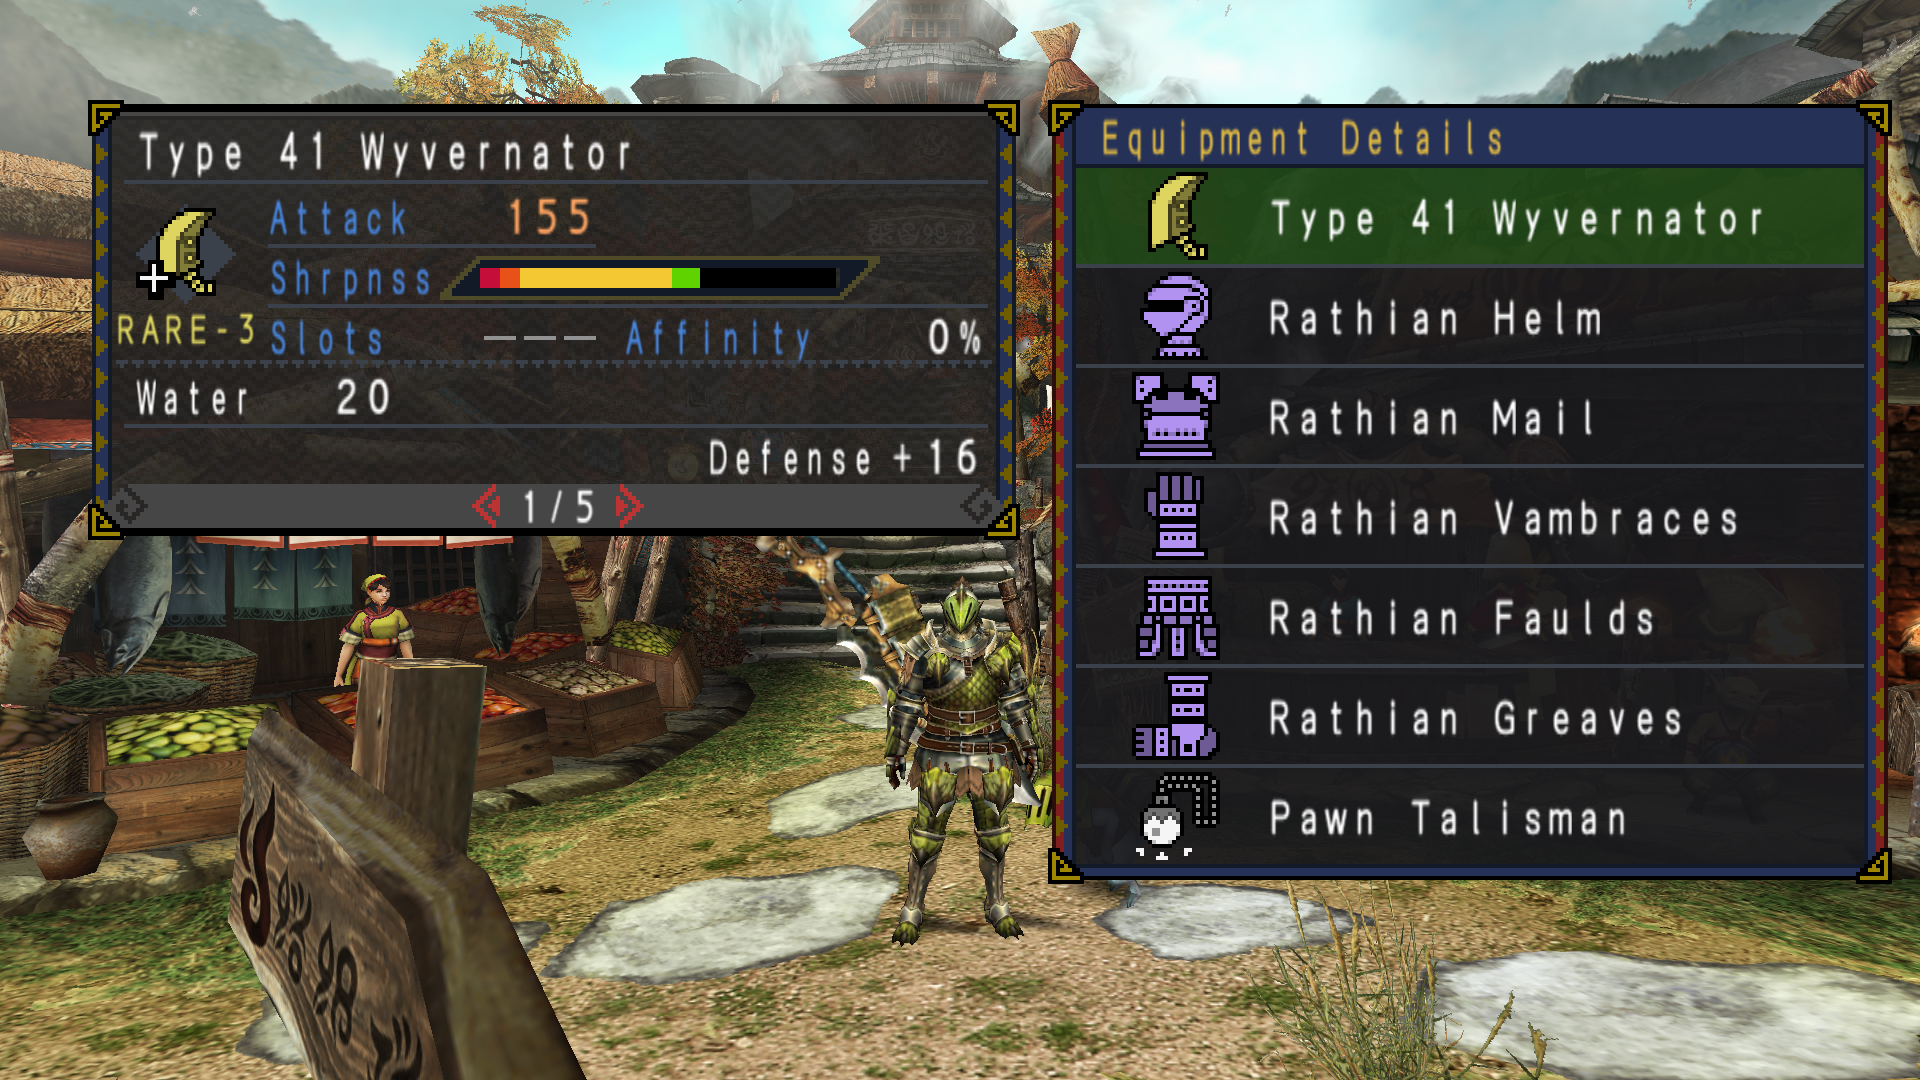 Type 41 Wyvernator
Attack 155
Shrpnss
RARE-3
Slots --- Affinity 0%
Water 20
Defense +16
1/5
Equipment Details
Type 41 Wyvernator
Rathian Helm
Rathian Mail
Rathian Vambraces
Rathian Faulds
Rathian Greaves
Pawn Talisman